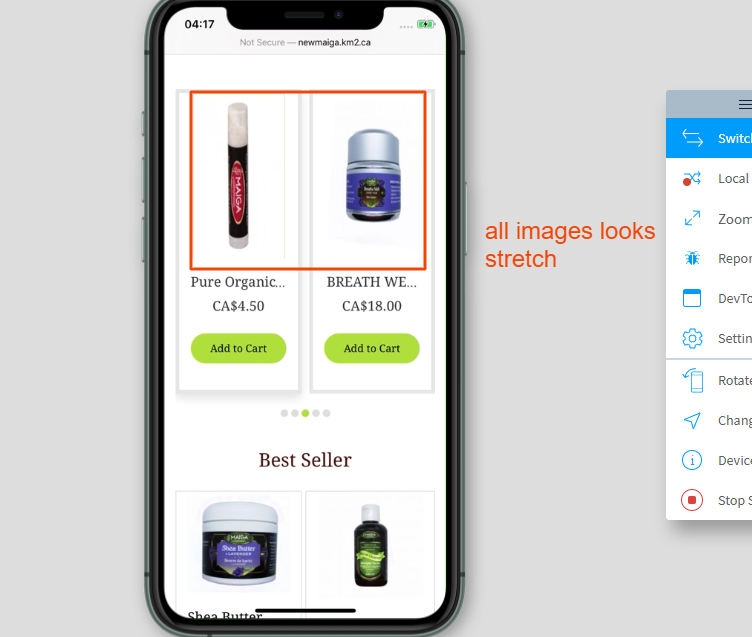 04:17
Not Secure — newmaiga.km2.ca
MAIGA
Pure Organic...
BREATH WE...
CA$4.50
CA$18.00
Add to Cart
Add to Cart
Best Seller
MAIGA
Shea Butter
+LAVENDER
Shea Butter
all images looks
stretch
Switch
Local
Zoom
Repor
DevTo
Settin
Rotate
Chang
Device
Stop S